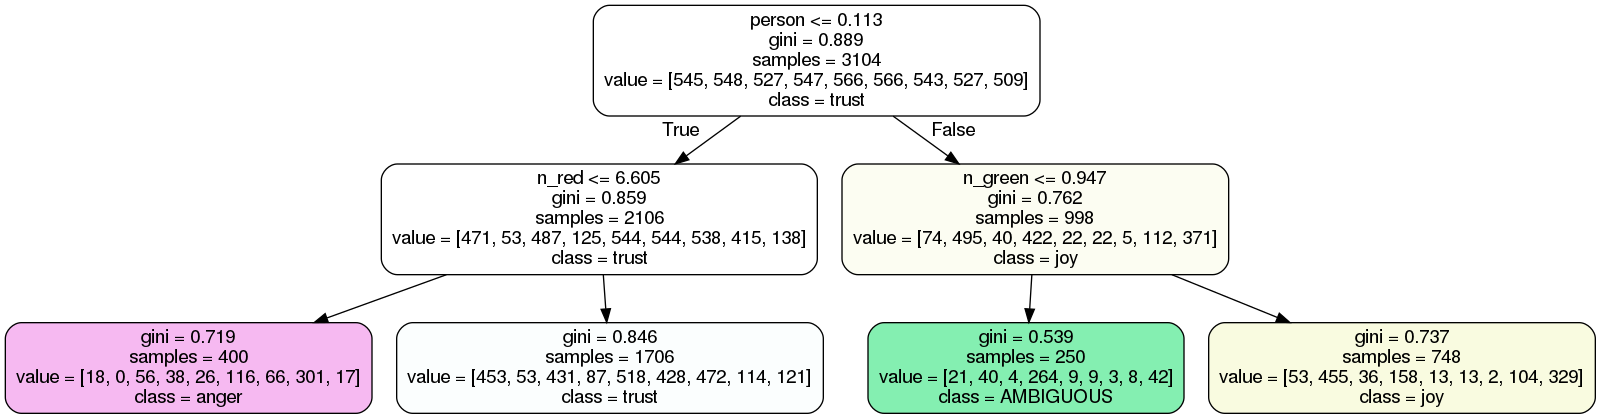 person <= 0.113
gini = 0.889
samples = 3104
value = [545, 548, 527, 547, 566, 566, 543, 527, 509]
class = trust
True
False
n_red <= 6.605
gini = 0.859
samples = 2106
value = [471, 53, 487, 125, 544, 544, 538, 415, 138]
class = trust
n_green <= 0.947
gini = 0.762
samples = 998
value = [74, 495, 40, 422, 22, 22, 5, 112, 371]
class = joy
gini = 0.719
samples = 400
value = [18, 0, 56, 38, 26, 116, 66, 301, 17]
class = anger
gini = 0.846
samples = 1706
value = [453, 53, 431, 87, 518, 428, 472, 114, 121]
class = trust
gini = 0.539
samples = 250
value = [21, 40, 4, 264, 9, 9, 3, 8, 42]
class = AMBIGUOUS
gini = 0.737
samples = 748
value = [53, 455, 36, 158, 13, 13, 2, 104, 329]
class = joy